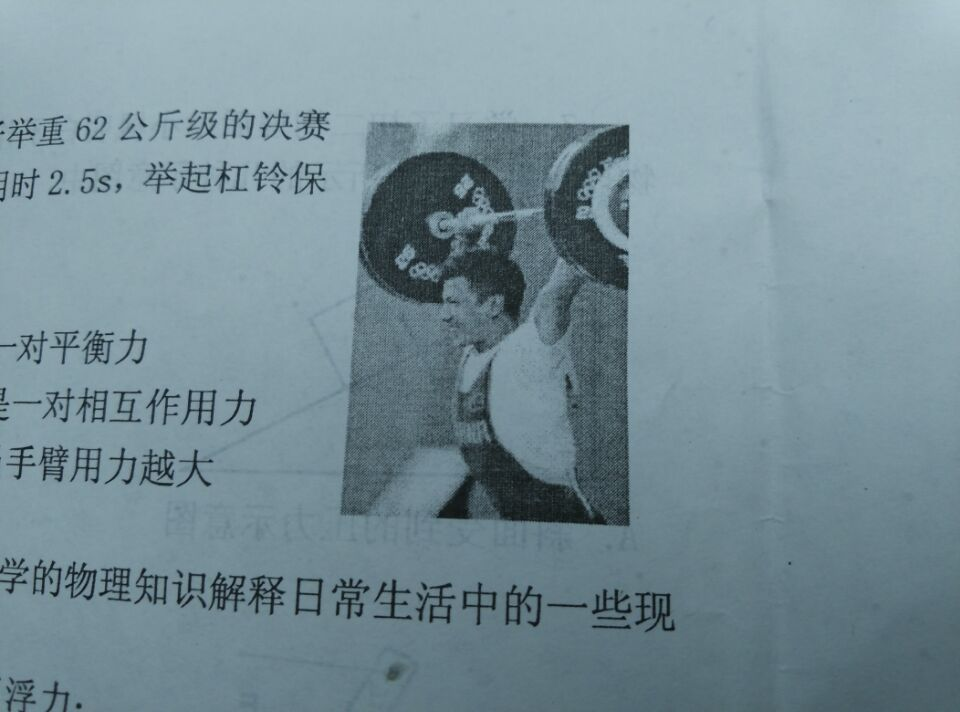 举重62公斤级的决赛
时2.5s，举起杠铃保
一对平衡力
是一对相互作用力
手臂用力越大
学的物理知识解释日常生活中的一些现
浮力.